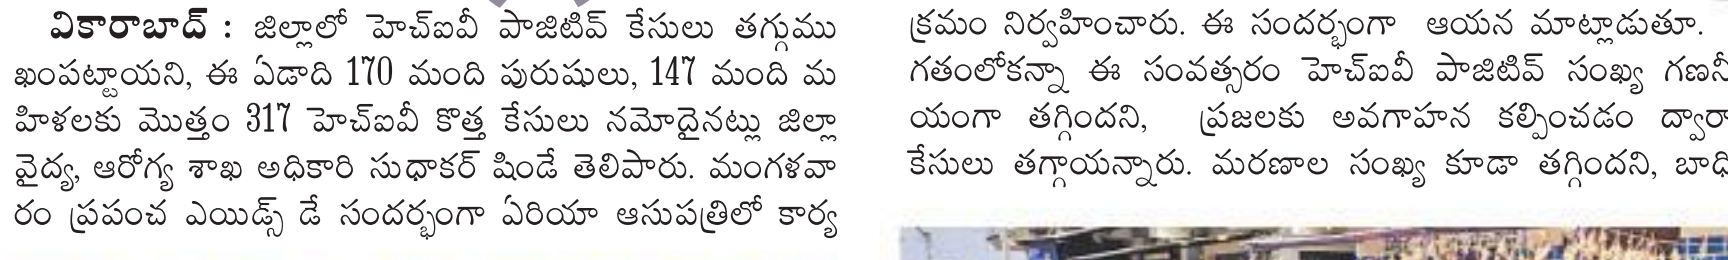 వికారాబాద్ : జిల్లాలో హెచ్ఐవీ పాజిటివ్ కేసులు తగ్గుము
ఖంపట్టాయని, ఈ ఏడాది 170 మంది పురుషులు, 147 మంది మ
హిళలకు మొత్తం 317 హెచ్ఐవీ కొత్త కేసులు నమోదైనట్లు జిల్లా
వైద్య, ఆరోగ్య శాఖ అధికారి సుధాకర్ షిండే తెలిపారు. మంగళవా
రం ప్రపంచ ఎయిడ్స్ డే సందర్భంగా ఏరియా ఆసుపత్రిలో కార్య
క్రమం నిర్వహించారు. ఈ సందర్భంగా ఆయన మాట్లాడుతూ.
గతంలోకన్నా ఈ సంవత్సరం హెచ్ఐవీ పాజిటివ్ సంఖ్య గణనీ
యంగా తగ్గిందని, ప్రజలకు అవగాహన కల్పించడం ద్వారా
కేసులు తగ్గాయన్నారు. మరణాల సంఖ్య కూడా తగ్గిందని, బాధి